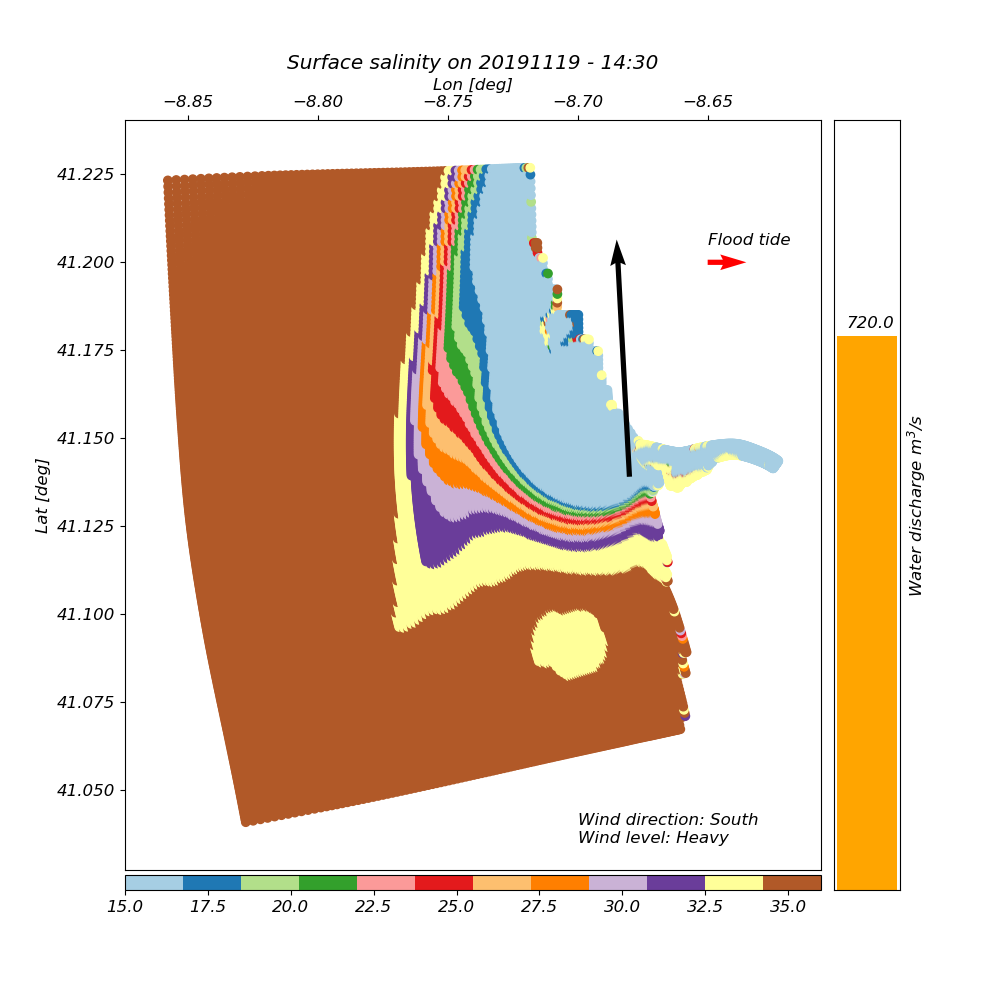 Surface salinity on 20191119 - 14:30
Lon [deg]
−8.85 −8.80 −8.75 −8.70 −8.65
41.225
41.200
41.175
41.150
41.125
41.100
41.075
41.050
Lat [deg]
Flood tide
720.0
Water discharge m³/s
Wind direction: South
Wind level: Heavy
15.0 17.5 20.0 22.5 25.0 27.5 30.0 32.5 35.0